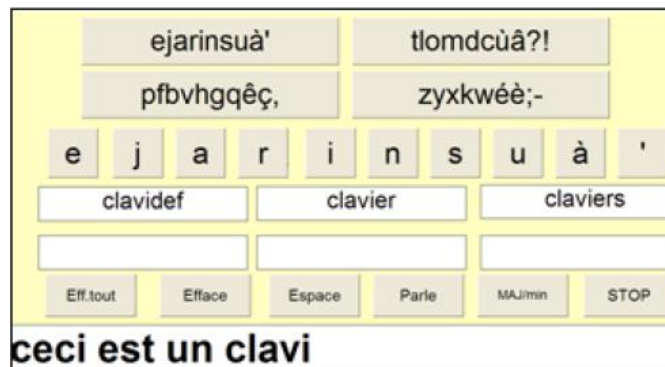 ejarinsuà' tlomdcùâ?!
pfbvhgqêç, zyxkwéè;-
e j a r i n s u à '
clavidef clavier claviers
Eff.tout Efface Espace Parle MAJ/min STOP
ceci est un clavi